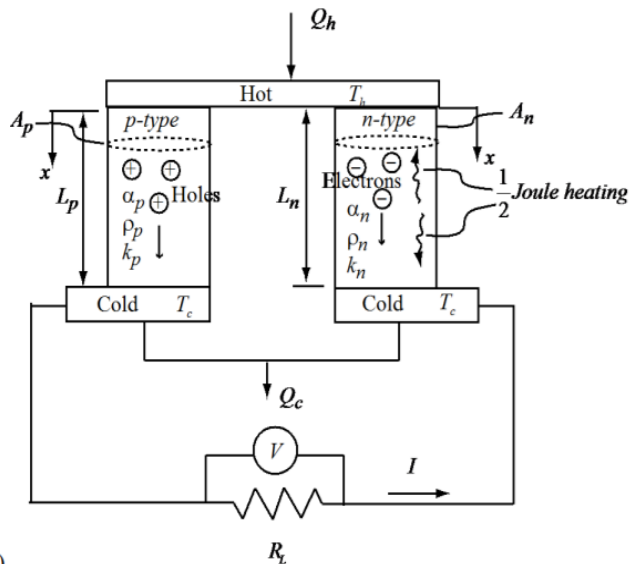 Qh
Hot Th
Ap p-type n-type An
x x
Lp Holes Ln Electrons 1/2 Joule heating
αp αn
ρp ρn
kp kn
Cold Tc Cold Tc
Qc
V
I
RL
)